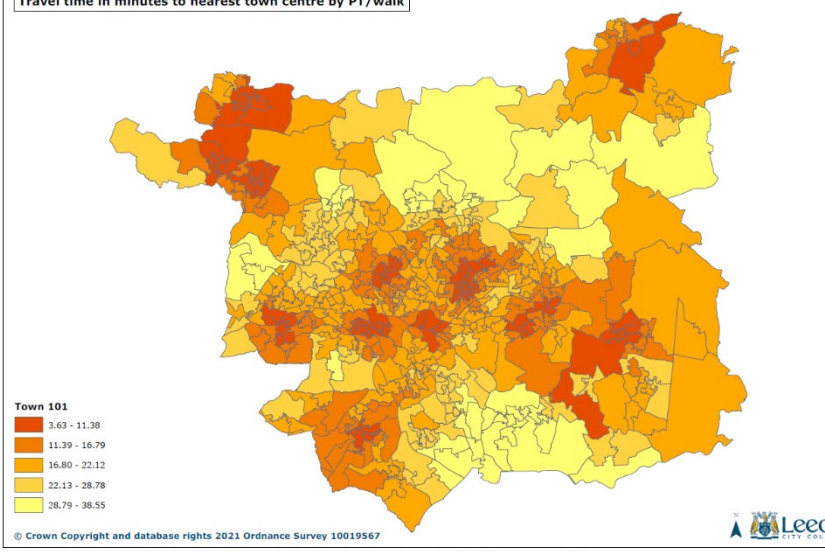 Travel time in minutes to nearest town centre by PT/walk
Town 101
3.63 - 11.38
11.39 - 16.79
16.80 - 22.12
22.13 - 28.78
28.79 - 38.55
© Crown Copyright and database rights 2021 Ordnance Survey 10019567
N
Leec
CITY COU